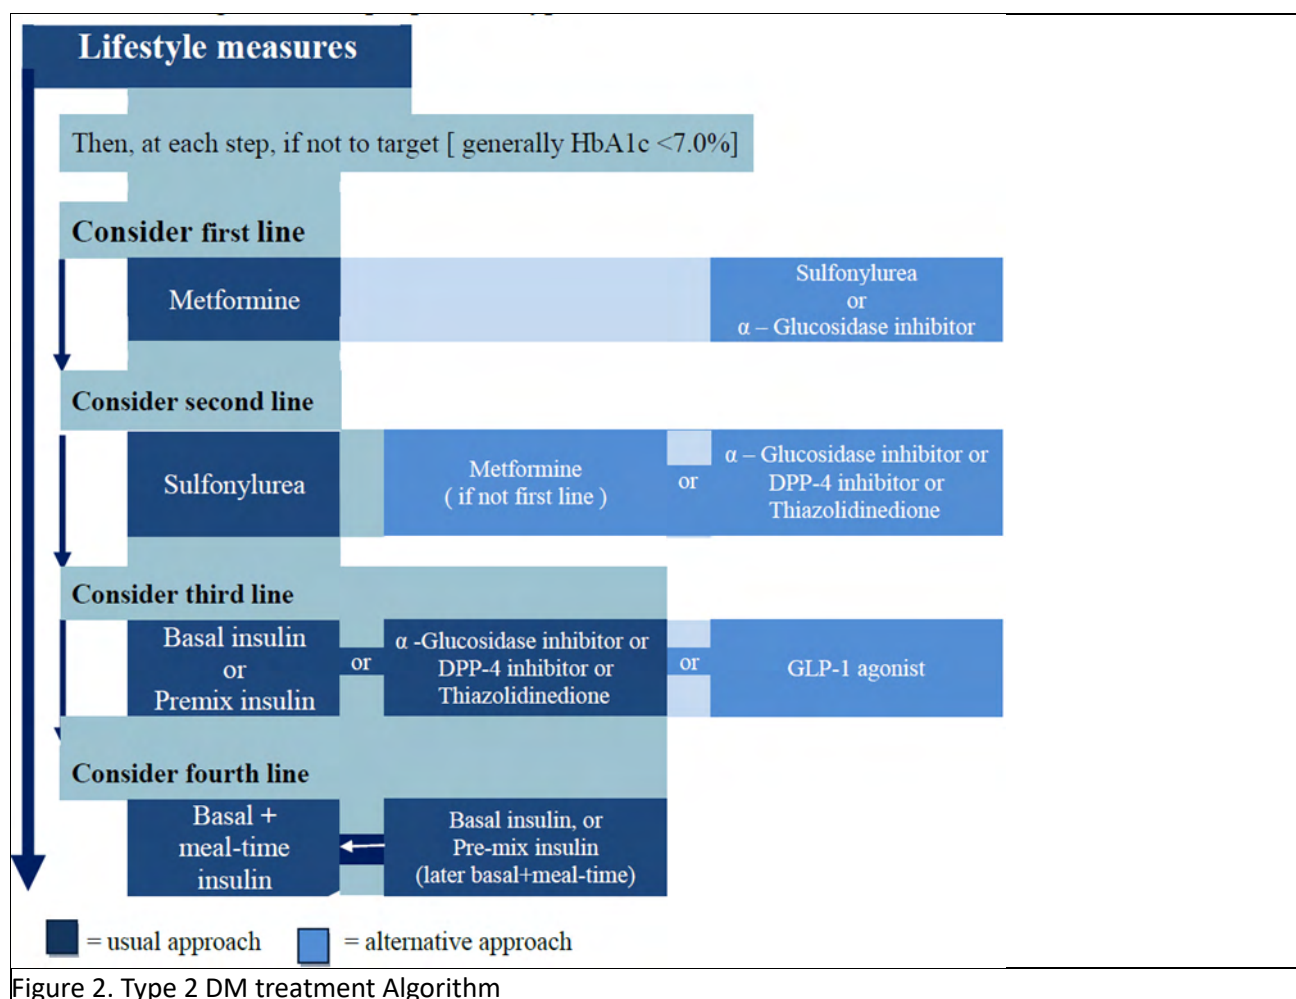 Lifestyle measures
Then, at each step, if not to target [ generally HbA1c <7.0%]
Consider first line
Metformine
Sulfonylurea
or
α – Glucosidase inhibitor
Consider second line
Sulfonylurea
Metformine
( if not first line )
or
α – Glucosidase inhibitor or
DPP-4 inhibitor or
Thiazolidinedione
Consider third line
Basal insulin
or
Premix insulin
or
α -Glucosidase inhibitor or
DPP-4 inhibitor or
Thiazolidinedione
or
GLP-1 agonist
Consider fourth line
Basal +
meal-time
insulin
Basal insulin, or
Pre-mix insulin
(later basal+meal-time)
= usual approach
= alternative approach
Figure 2. Type 2 DM treatment Algorithm